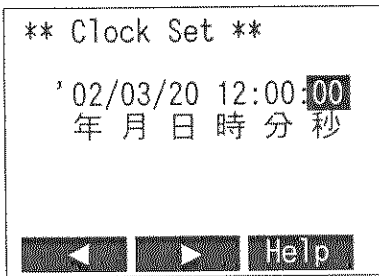 ** Clock Set **
'02/03/20 12:00:00
年 月 日 時 分 秒
◀ ▶ Help